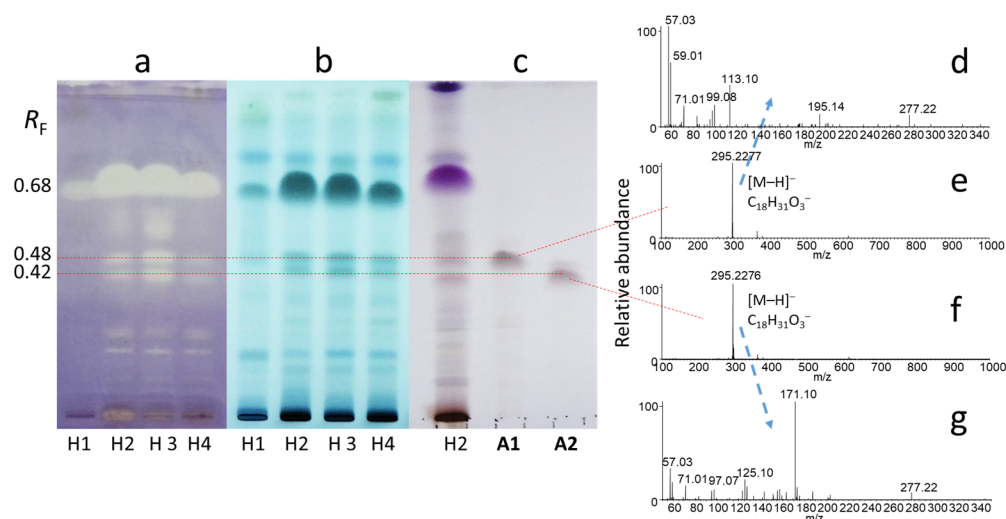 a b c
R_F
0.68
0.48
0.42
H1 H2 H 3 H4
H1 H2 H3 H4
H2 A1 A2
Relative abundance
d
100
57.03
59.01
71.01
99.08
113.10
195.14
277.22
0
60 80 100 120 140 160 180 200 220 240 260 280 300 320 340
m/z
e
100
295.2277
[M–H]⁻
C₁₈H₃₁O₃⁻
0
100 200 300 400 500 600 700 800 900 1000
m/z
f
100
295.2276
[M–H]⁻
C₁₈H₃₁O₃⁻
0
100 200 300 400 500 600 700 800 900 1000
m/z
g
100
171.10
57.03
71.01
97.07
125.10
277.22
0
60 80 100 120 140 160 180 200 220 240 260 280 300 320 340
m/z